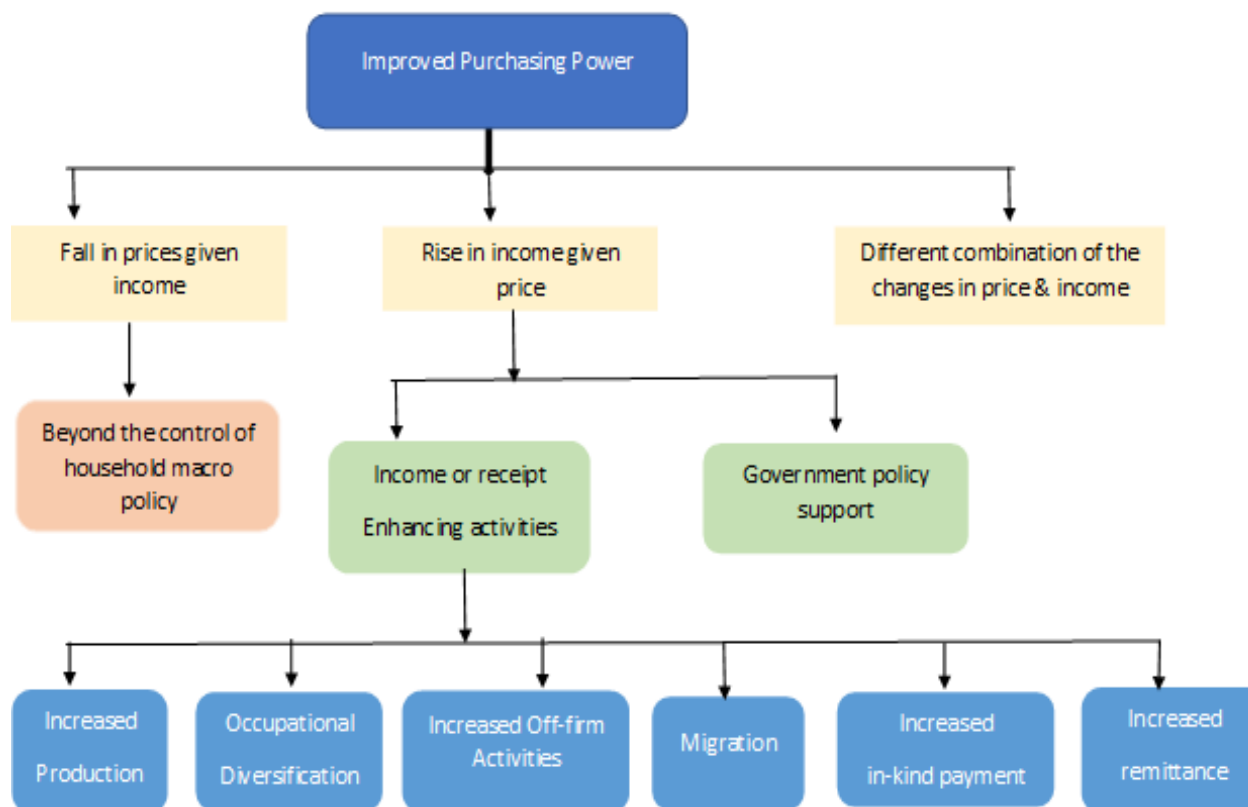 Improved Purchasing Power
Fall in prices given
income
Rise in income given
price
Different combination of the
changes in price & income
Beyond the control of
household macro
policy
Income or receipt
Enhancing activities
Government policy
support
Increased
Production
Occupational
Diversification
Increased Off-firm
Activities
Migration
Increased
in-kind payment
Increased
remittance